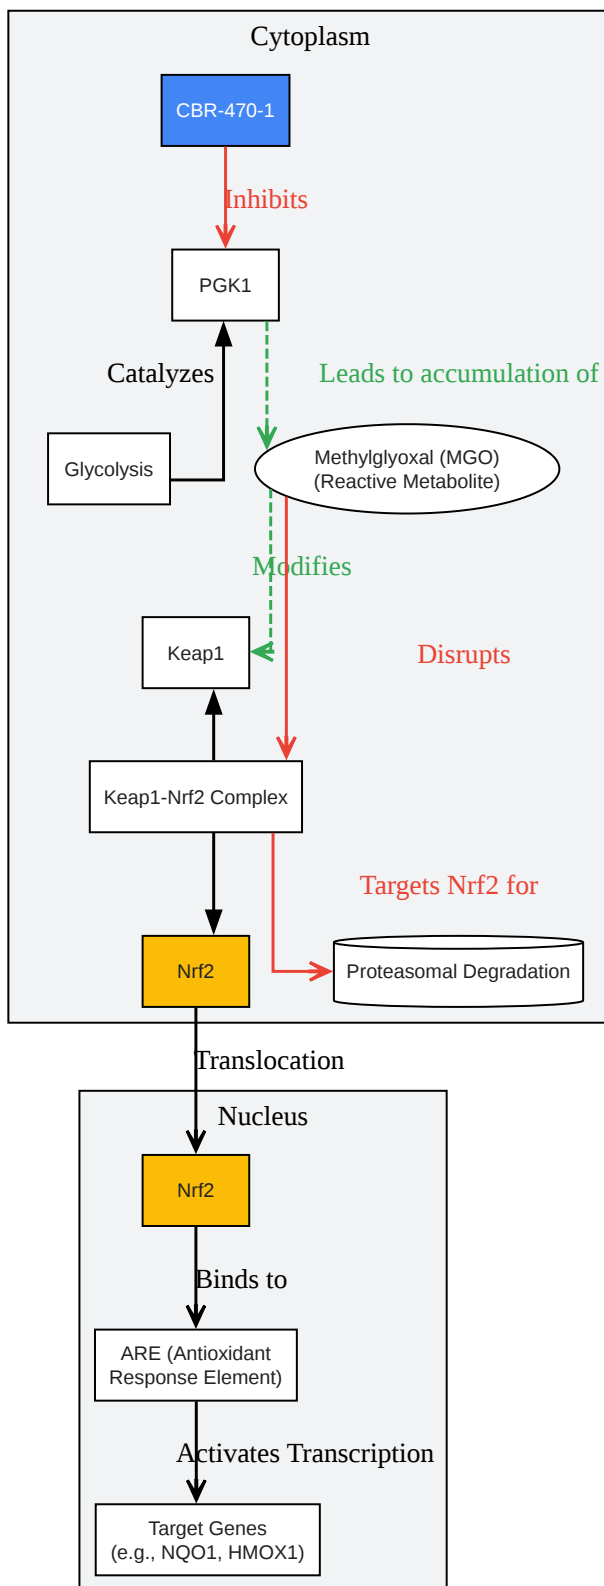 Cytoplasm
CBR-470-1
Inhibits
PGK1
Catalyzes
Leads to accumulation of
Glycolysis
Methylglyoxal (MGO)
(Reactive Metabolite)
Modifies
Keap1
Disrupts
Keap1-Nrf2 Complex
Targets Nrf2 for
Nrf2
Proteasomal Degradation
Translocation
Nucleus
Nrf2
Binds to
ARE (Antioxidant
Response Element)
Activates Transcription
Target Genes
(e.g., NQO1, HMOX1)